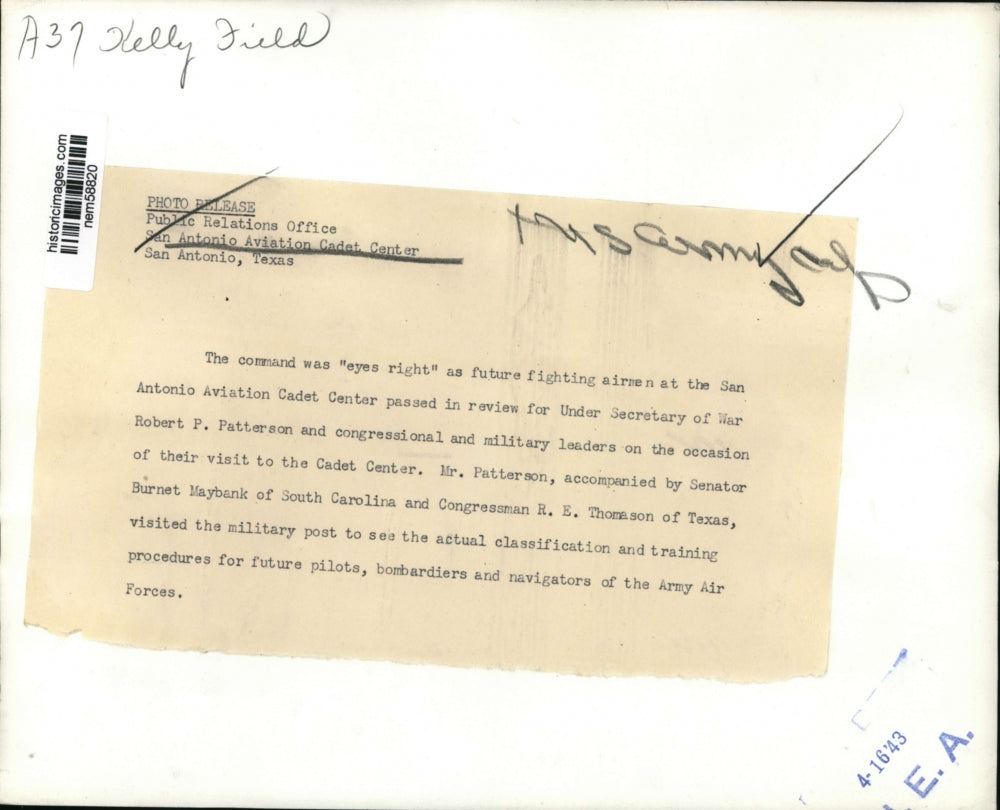 A37 Kelly Field
historicimages.com
nem58820
PHOTO RELEASE
Public Relations Office
San Antonio Aviation Cadet Center
San Antonio, Texas
The command was "eyes right" as future fighting airmen at the San
Antonio Aviation Cadet Center passed in review for Under Secretary of War
Robert P. Patterson and congressional and military leaders on the occasion
of their visit to the Cadet Center. Mr. Patterson, accompanied by Senator
Burnet Maybank of South Carolina and Congressman R. E. Thomason of Texas,
visited the military post to see the actual classification and training
procedures for future pilots, bombardiers and navigators of the Army Air
Forces.
4-16'43
E. A.